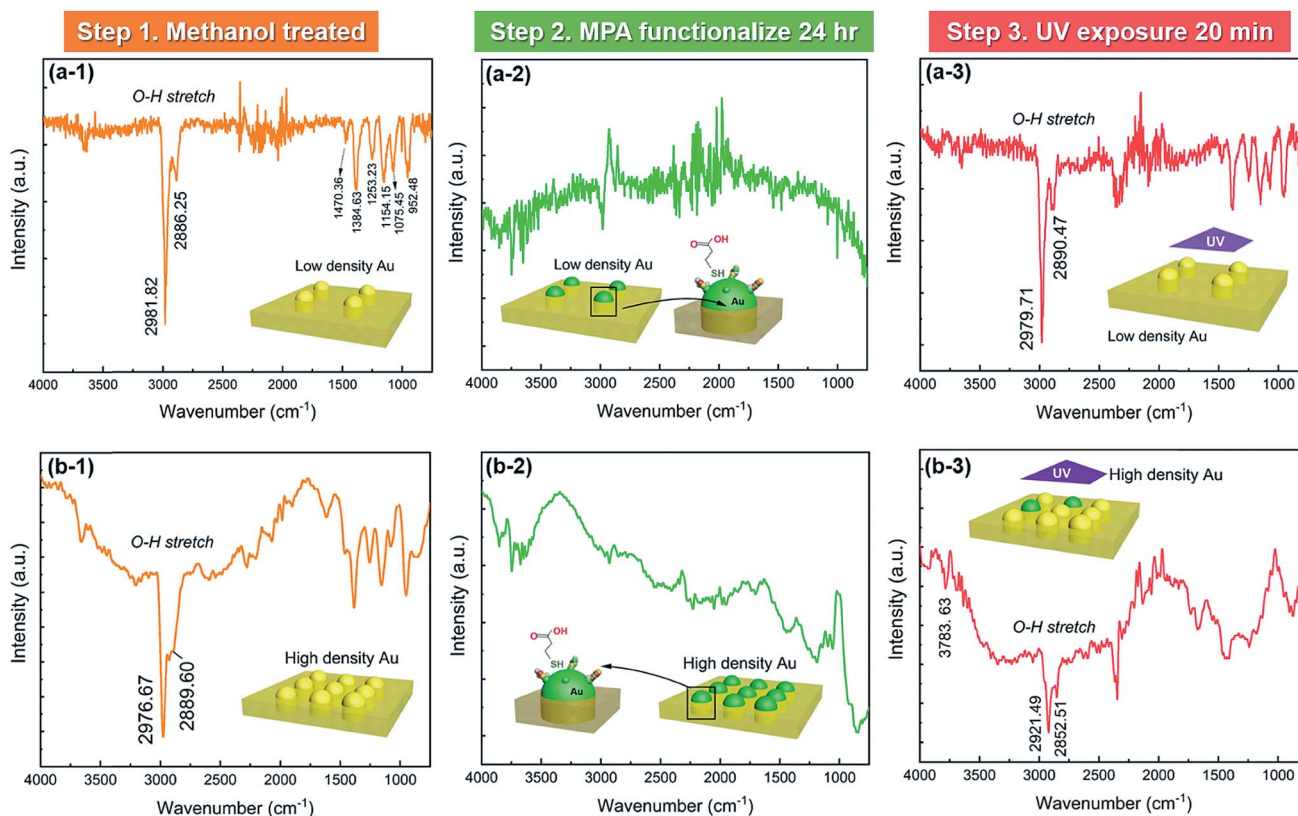 Step 1. Methanol treated
Step 2. MPA functionalize 24 hr
Step 3. UV exposure 20 min
(a-1)
O-H stretch
2981.82
2886.25
1470.36
1384.63
1253.23
1154.15
1075.45
952.48
Low density Au
Intensity (a.u.)
4000 3500 3000 2500 2000 1500 1000
Wavenumber (cm⁻¹)
(a-2)
Low density Au
O
OH
SH
Au
Intensity (a.u.)
4000 3500 3000 2500 2000 1500 1000
Wavenumber (cm⁻¹)
(a-3)
O-H stretch
2979.71
2890.47
UV
Low density Au
Intensity (a.u.)
4000 3500 3000 2500 2000 1500 1000
Wavenumber (cm⁻¹)
(b-1)
O-H stretch
2976.67
2889.60
High density Au
Intensity (a.u.)
4000 3500 3000 2500 2000 1500 1000
Wavenumber (cm⁻¹)
(b-2)
O
OH
SH
Au
High density Au
Intensity (a.u.)
4000 3500 3000 2500 2000 1500 1000
Wavenumber (cm⁻¹)
(b-3)
UV
High density Au
3783. 63
O-H stretch
2921.49
2852.51
Intensity (a.u.)
4000 3500 3000 2500 2000 1500 1000
Wavenumber (cm⁻¹)